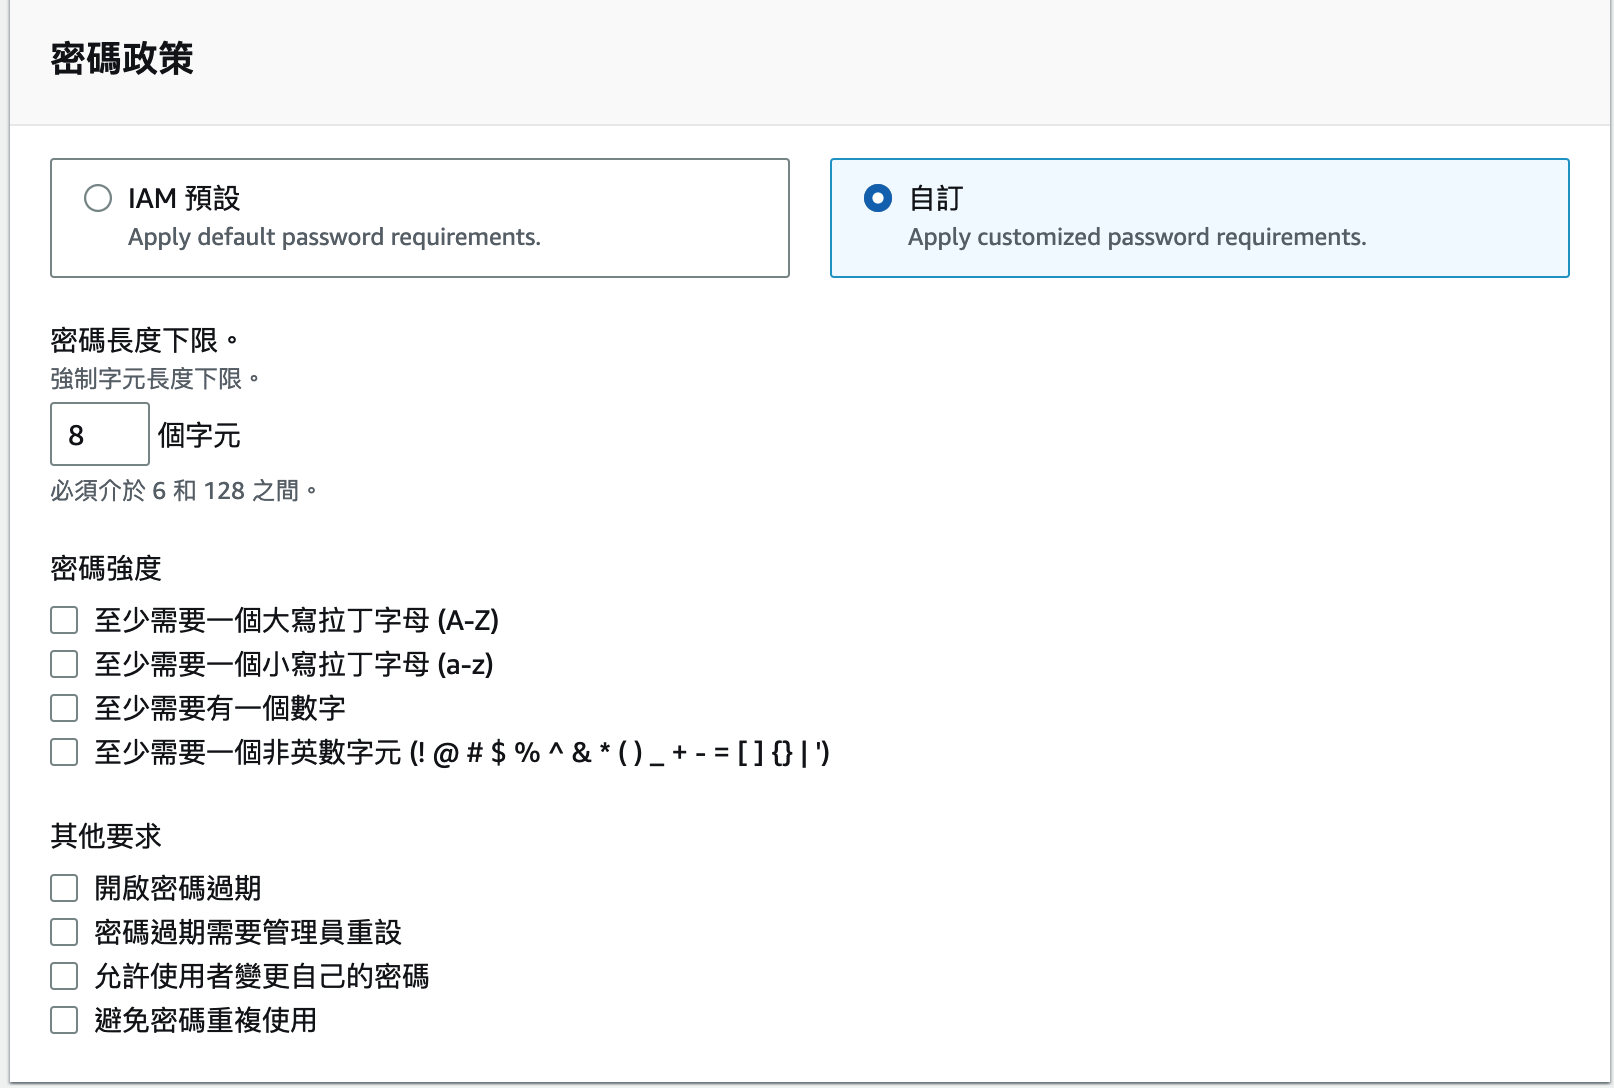 密碼政策
IAM 預設
Apply default password requirements.
自訂
Apply customized password requirements.
密碼長度下限。
強制字元長度下限。
8 個字元
必須介於 6 和 128 之間。
密碼強度
至少需要一個大寫拉丁字母 (A-Z)
至少需要一個小寫拉丁字母 (a-z)
至少需要有一個數字
至少需要一個非英數字元 (! @ # $ % ^ & * ( ) _ + - = [ ] {} | ')
其他要求
開啟密碼過期
密碼過期需要管理員重設
允許使用者變更自己的密碼
避免密碼重複使用